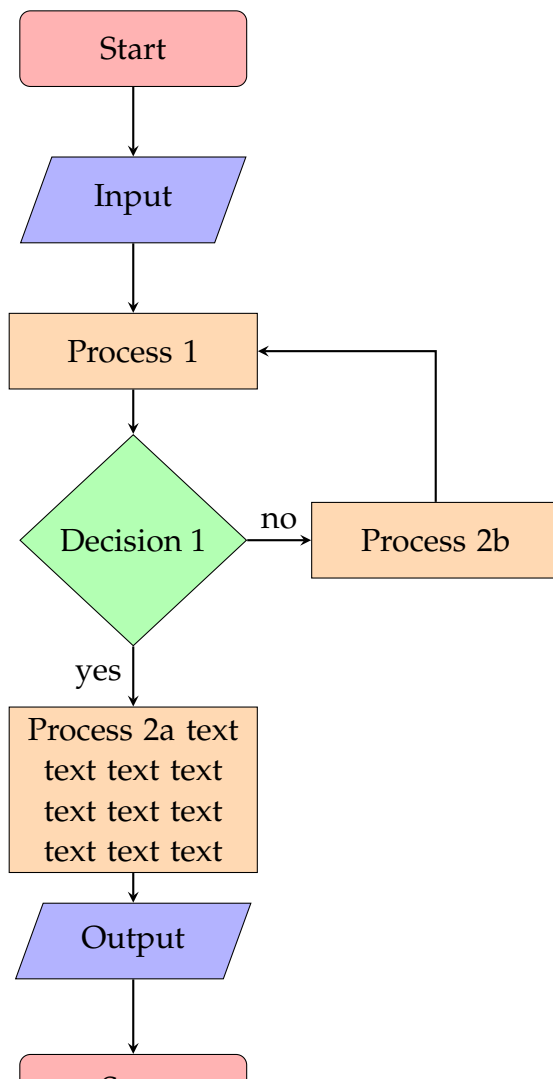 Start
Input
Process 1
Decision 1
no
Process 2b
yes
Process 2a text
text text text
text text text
text text text
Output